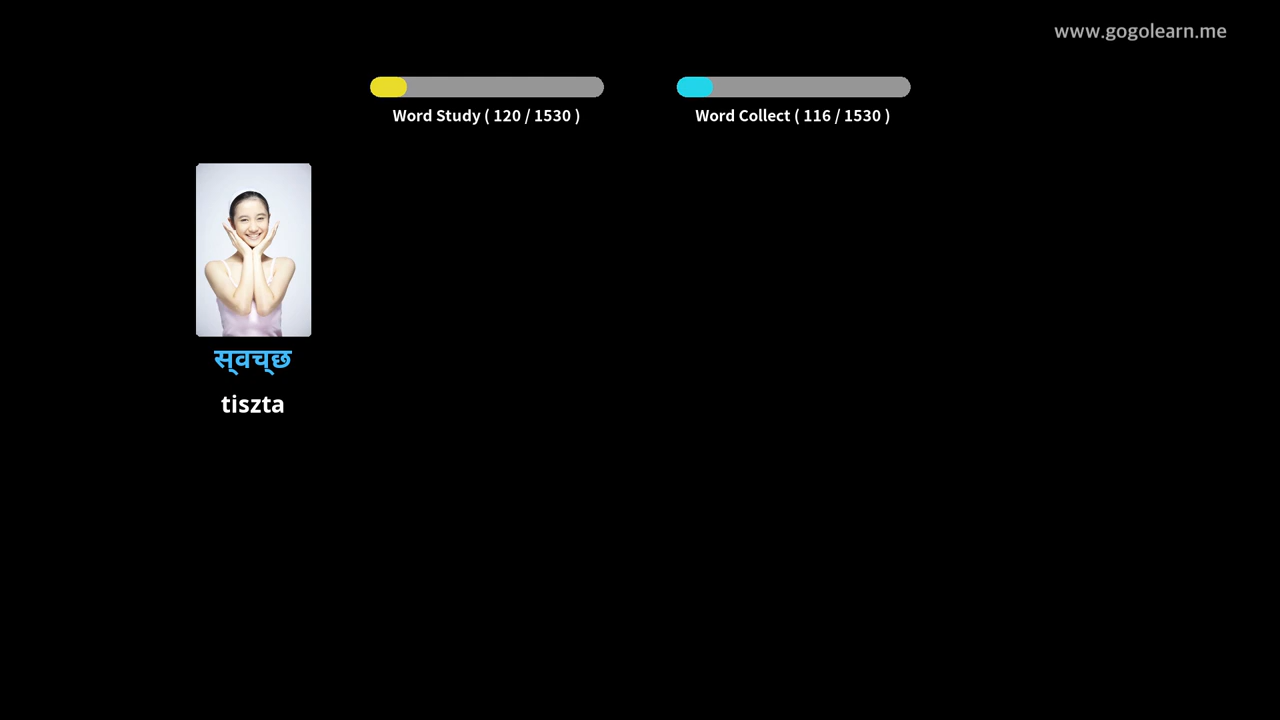 www.gogolearn.me
Word Study ( 120 / 1530 )
Word Collect ( 116 / 1530 )
स्वच्छ
tiszta